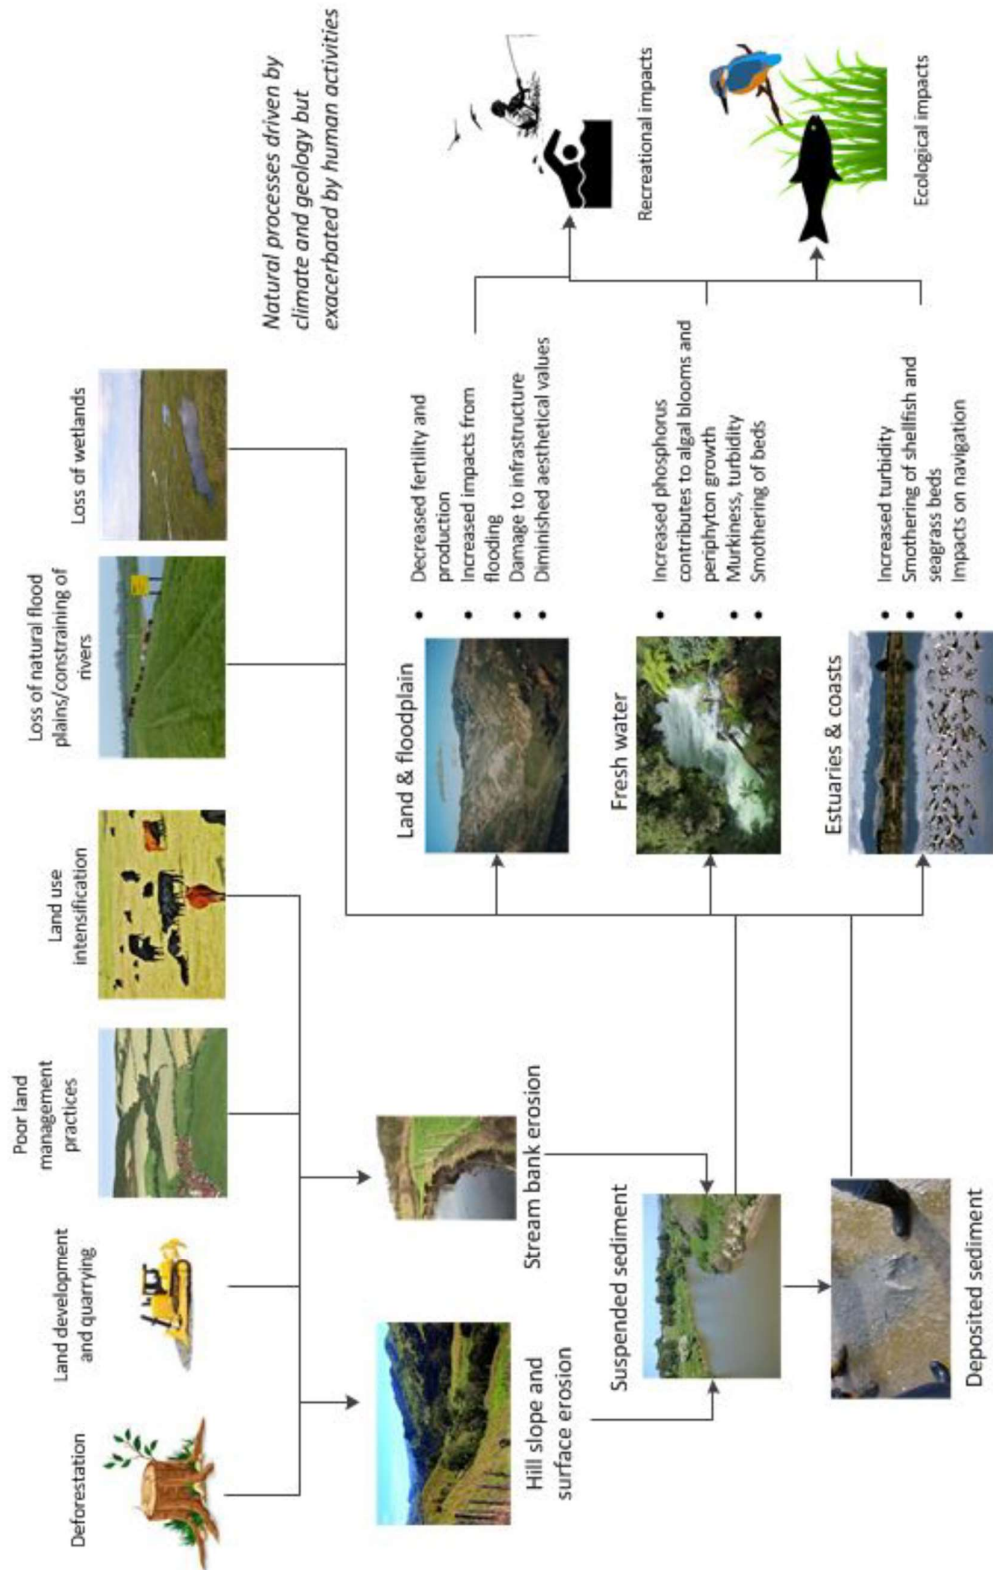 Deforestation
Land development
and quarrying
Poor land
management
practices
Land use
intensification
Loss of natural flood
plains/constraining of
rivers
Loss of wetlands
Natural processes driven by
climate and geology but
exacerbated by human activities
Hill slope and
surface erosion
Stream bank erosion
Suspended sediment
Deposited sediment
Land & floodplain
• Decreased fertility and
production
• Increased impacts from
flooding
• Damage to infrastructure
• Diminished aesthetical values
Fresh water
• Increased phosphorus
contributes to algal blooms and
periphyton growth
• Murkiness, turbidity
• Smothering of beds
Estuaries & coasts
• Increased turbidity
• Smothering of shellfish and
seagrass beds
• Impacts on navigation
Recreational impacts
Ecological impacts